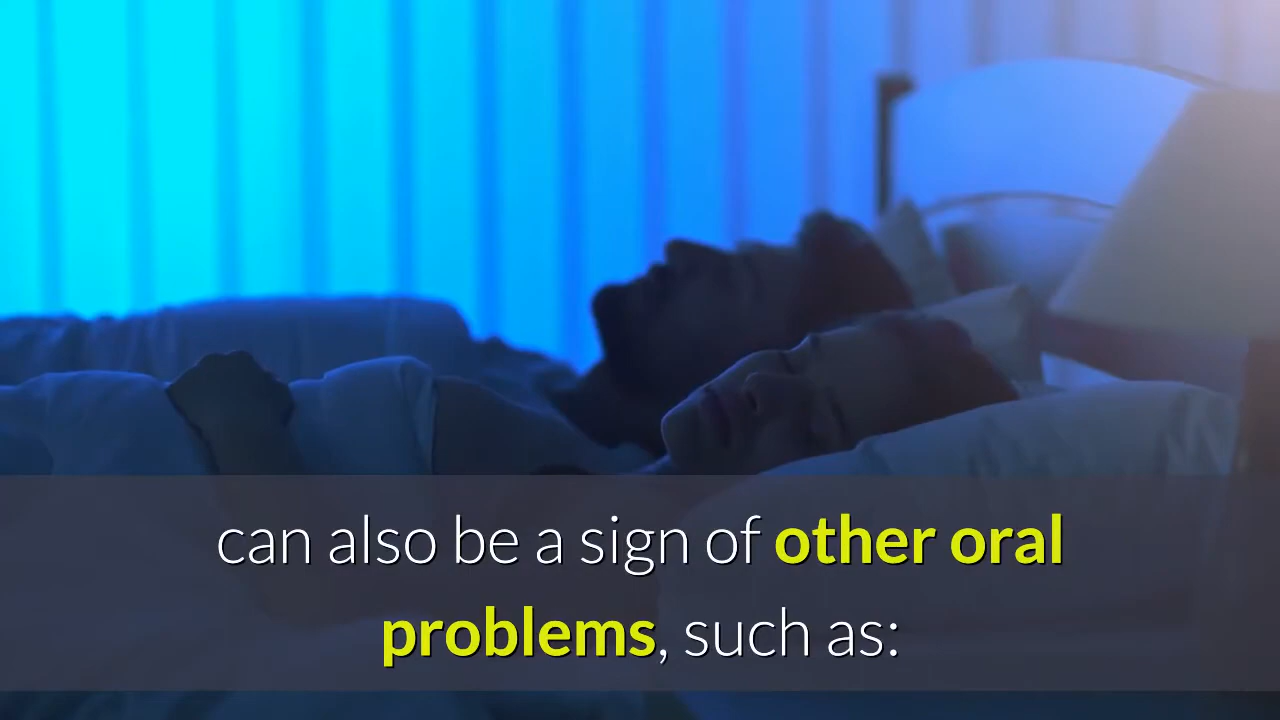 can also be a sign of other oral
problems, such as: